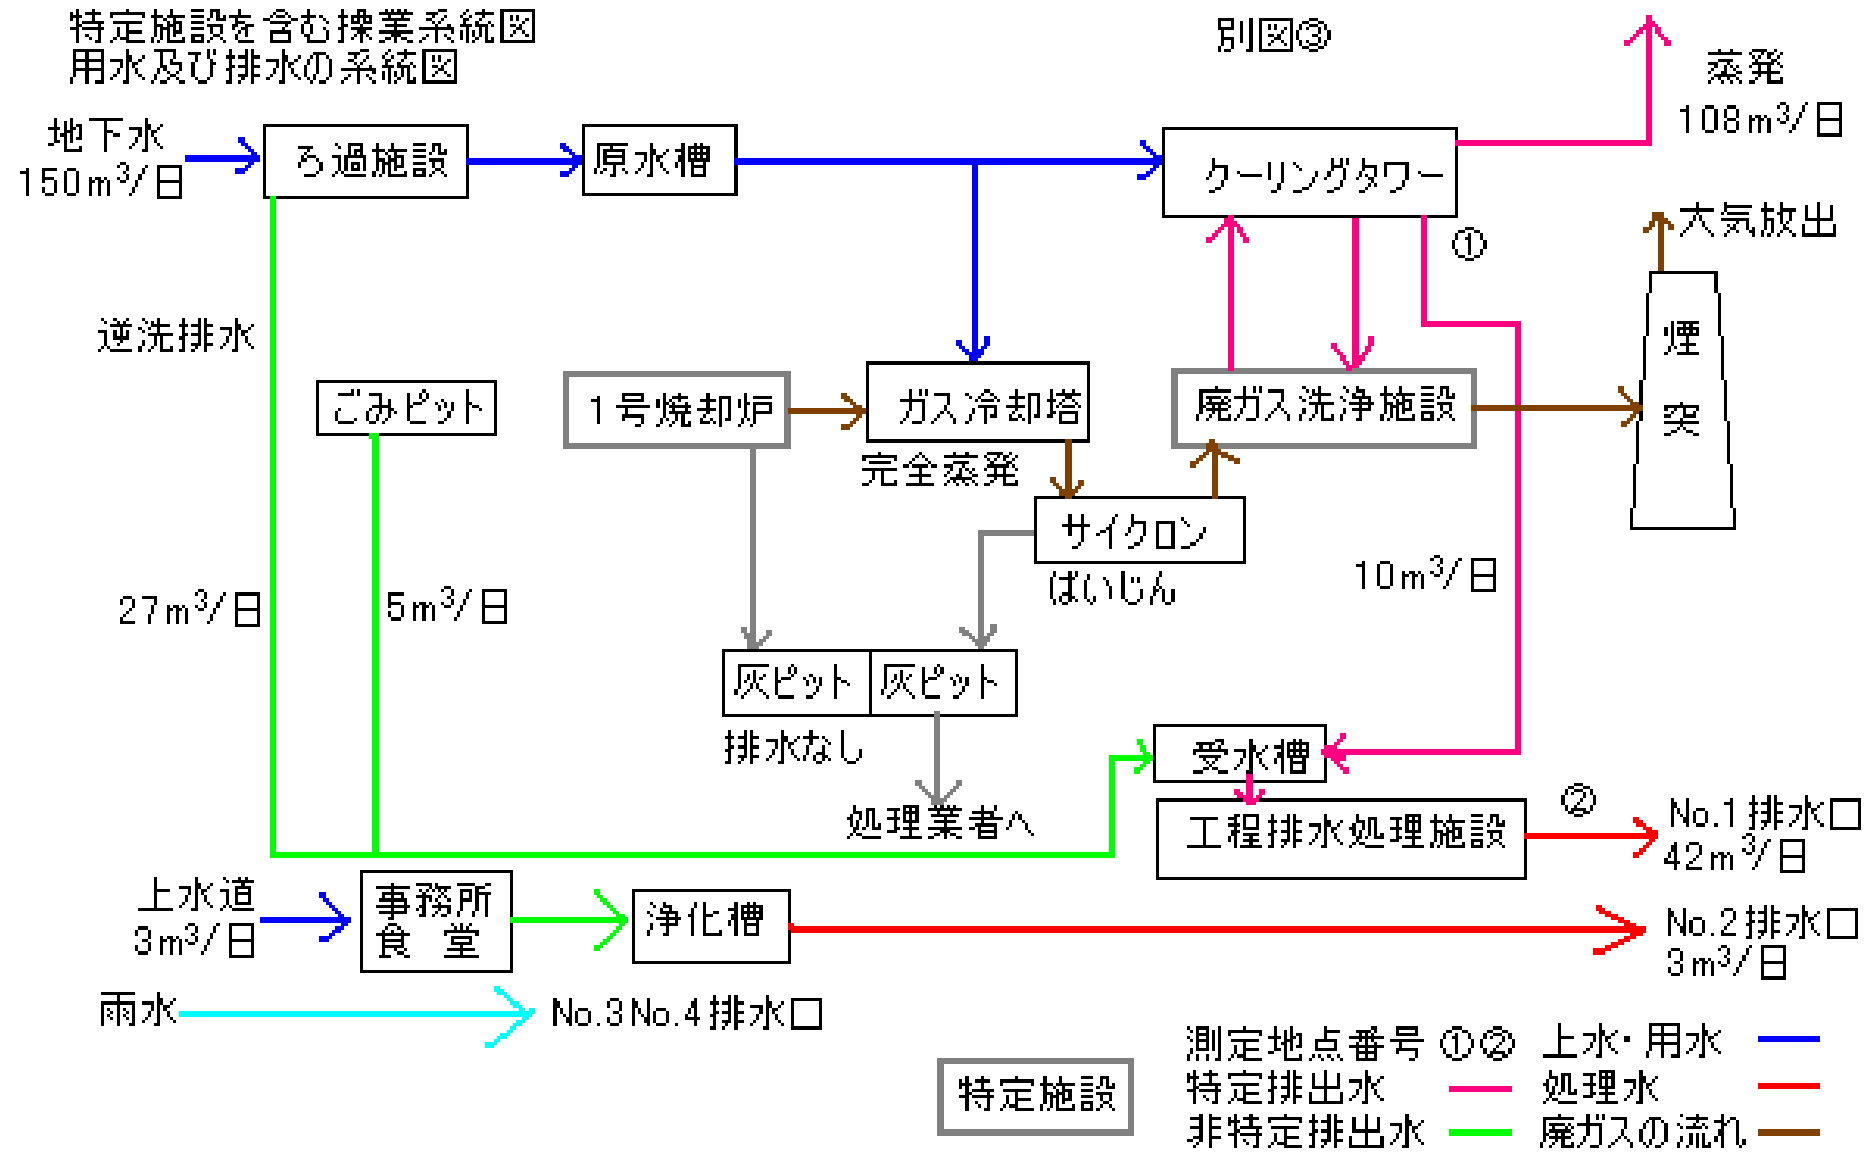 特定施設を含む操業系統図
用水及び排水の系統図
別図③
蒸発
108m³/日
地下水
150m³/日
ろ過施設
原水槽
クーリングタワー
大気放出
①
逆洗排水
煙突
ごみピット
1号焼却炉
ガス冷却塔
廃ガス洗浄施設
完全蒸発
サイクロン
ばいじん
10m³/日
27m³/日
5m³/日
灰ピット
灰ピット
排水なし
受水槽
処理業者へ
工程排水処理施設
②
No.1排水口
42m³/日
上水道
3m³/日
事務所
食 堂
浄化槽
No.2排水口
3m³/日
雨水
No.3No.4排水口
特定施設
測定地点番号 ①②
上水・用水
特定排出水
処理水
非特定排出水
廃ガスの流れ